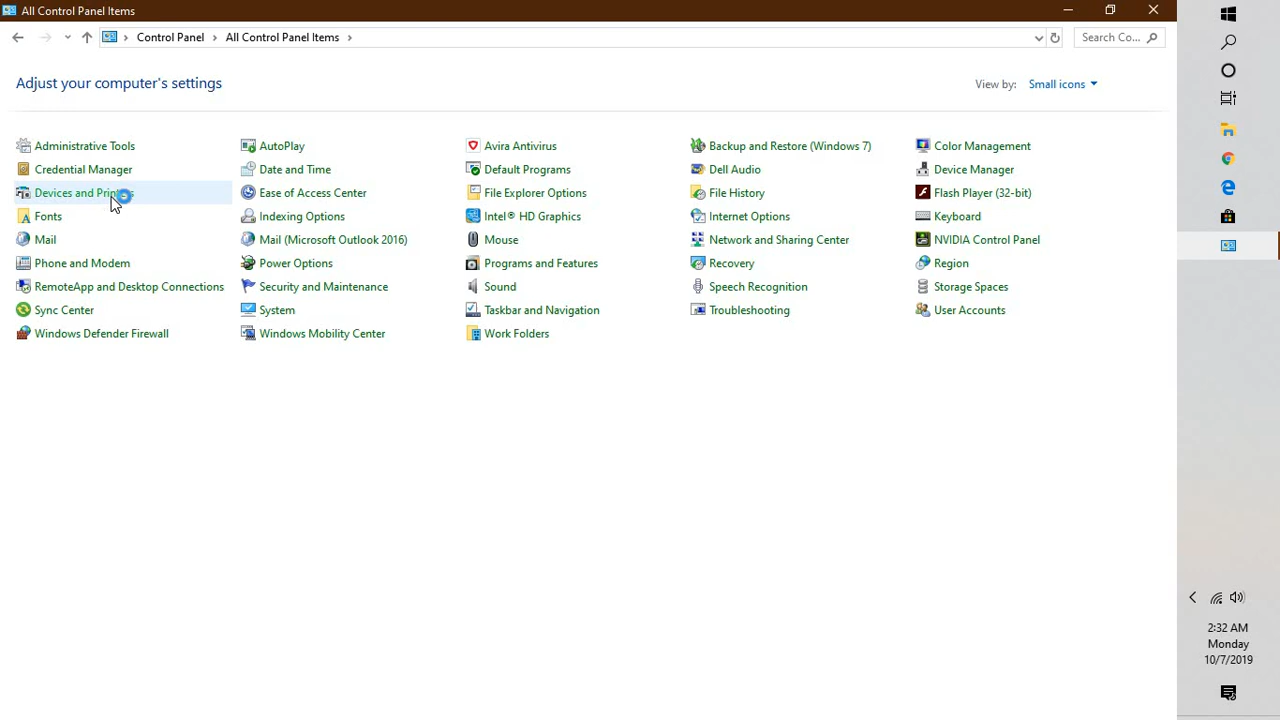 All Control Panel Items
Control Panel > All Control Panel Items >
Search Co...
Adjust your computer's settings
View by: Small icons
Administrative Tools
AutoPlay
Avira Antivirus
Backup and Restore (Windows 7)
Color Management
Credential Manager
Date and Time
Default Programs
Dell Audio
Device Manager
Devices and Printers
Ease of Access Center
File Explorer Options
File History
Flash Player (32-bit)
Fonts
Indexing Options
Intel® HD Graphics
Internet Options
Keyboard
Mail
Mail (Microsoft Outlook 2016)
Mouse
Network and Sharing Center
NVIDIA Control Panel
Phone and Modem
Power Options
Programs and Features
Recovery
Region
RemoteApp and Desktop Connections
Security and Maintenance
Sound
Speech Recognition
Storage Spaces
Sync Center
System
Taskbar and Navigation
Troubleshooting
User Accounts
Windows Defender Firewall
Windows Mobility Center
Work Folders
2:32 AM
Monday
10/7/2019